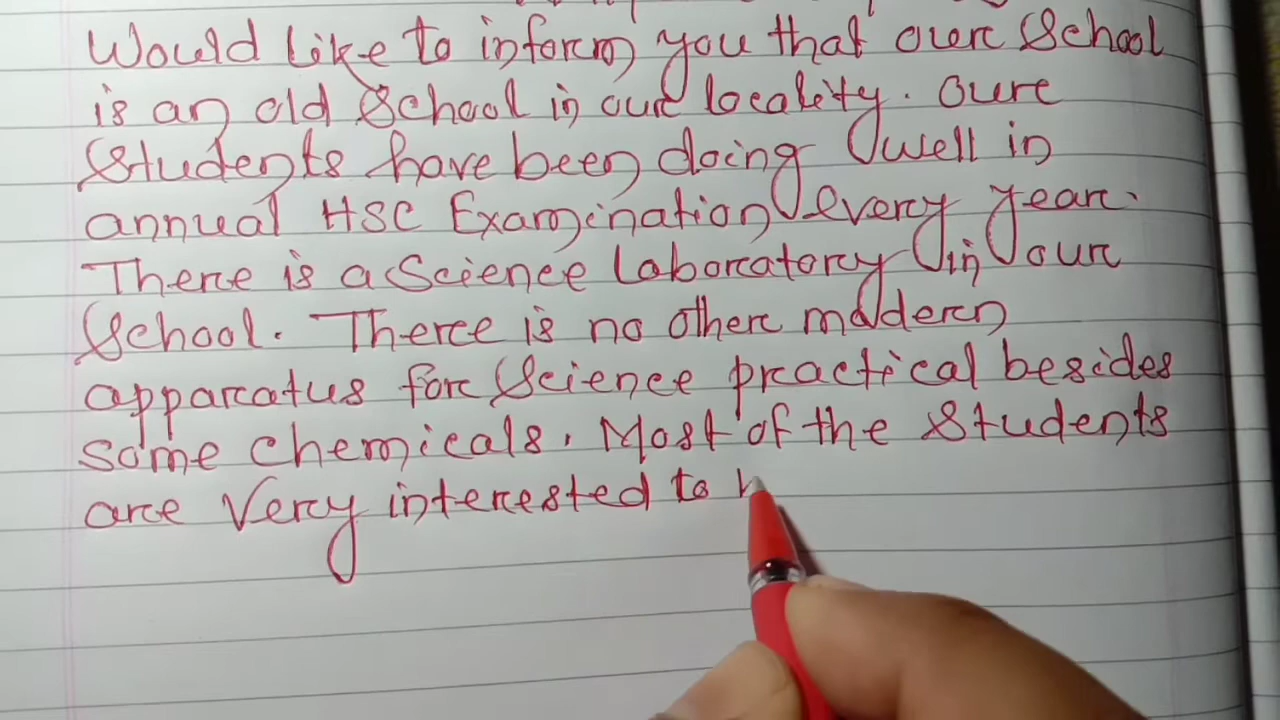 Would like to inform you that our School
is an old School in our locality. Our
Students have been doing well in
annual HSC Examination every year.
There is a Science Laboratory in our
School. There is no other modern
apparatus for Science practical besides
some chemicals. Most of the Students
are very interested to